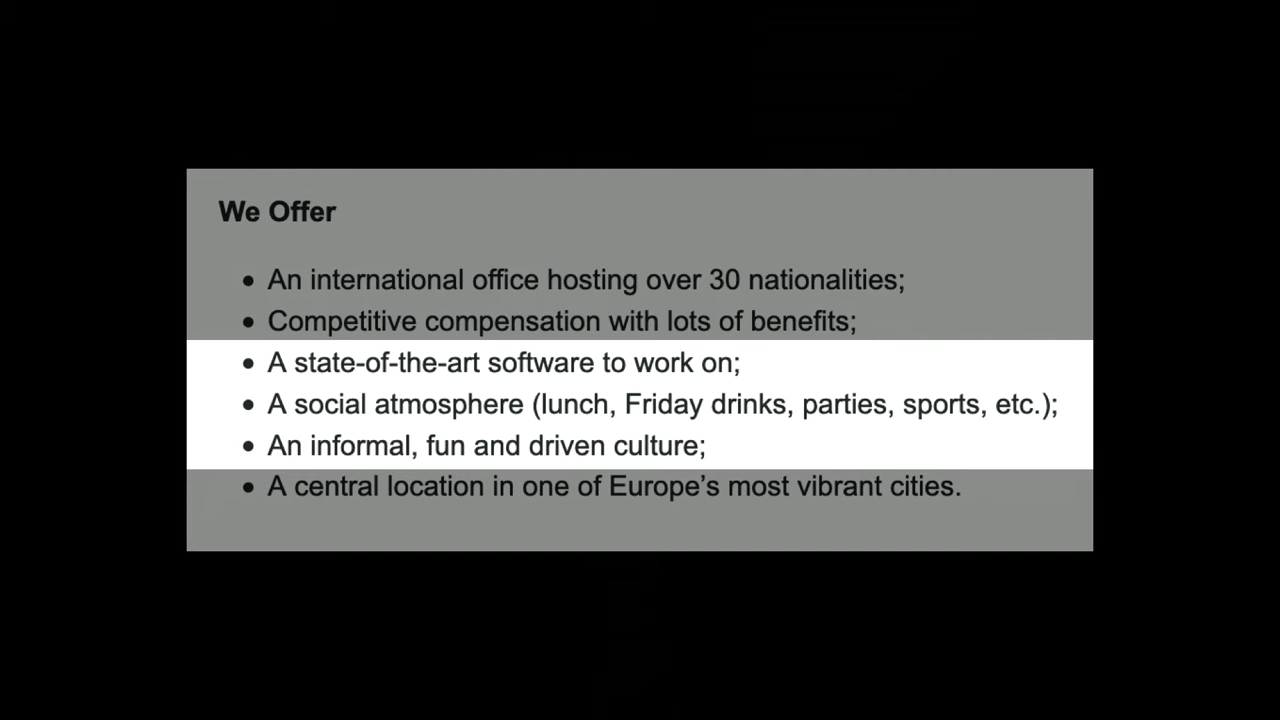 We Offer
• An international office hosting over 30 nationalities;
• Competitive compensation with lots of benefits;
• A state-of-the-art software to work on;
• A social atmosphere (lunch, Friday drinks, parties, sports, etc.);
• An informal, fun and driven culture;
• A central location in one of Europe’s most vibrant cities.